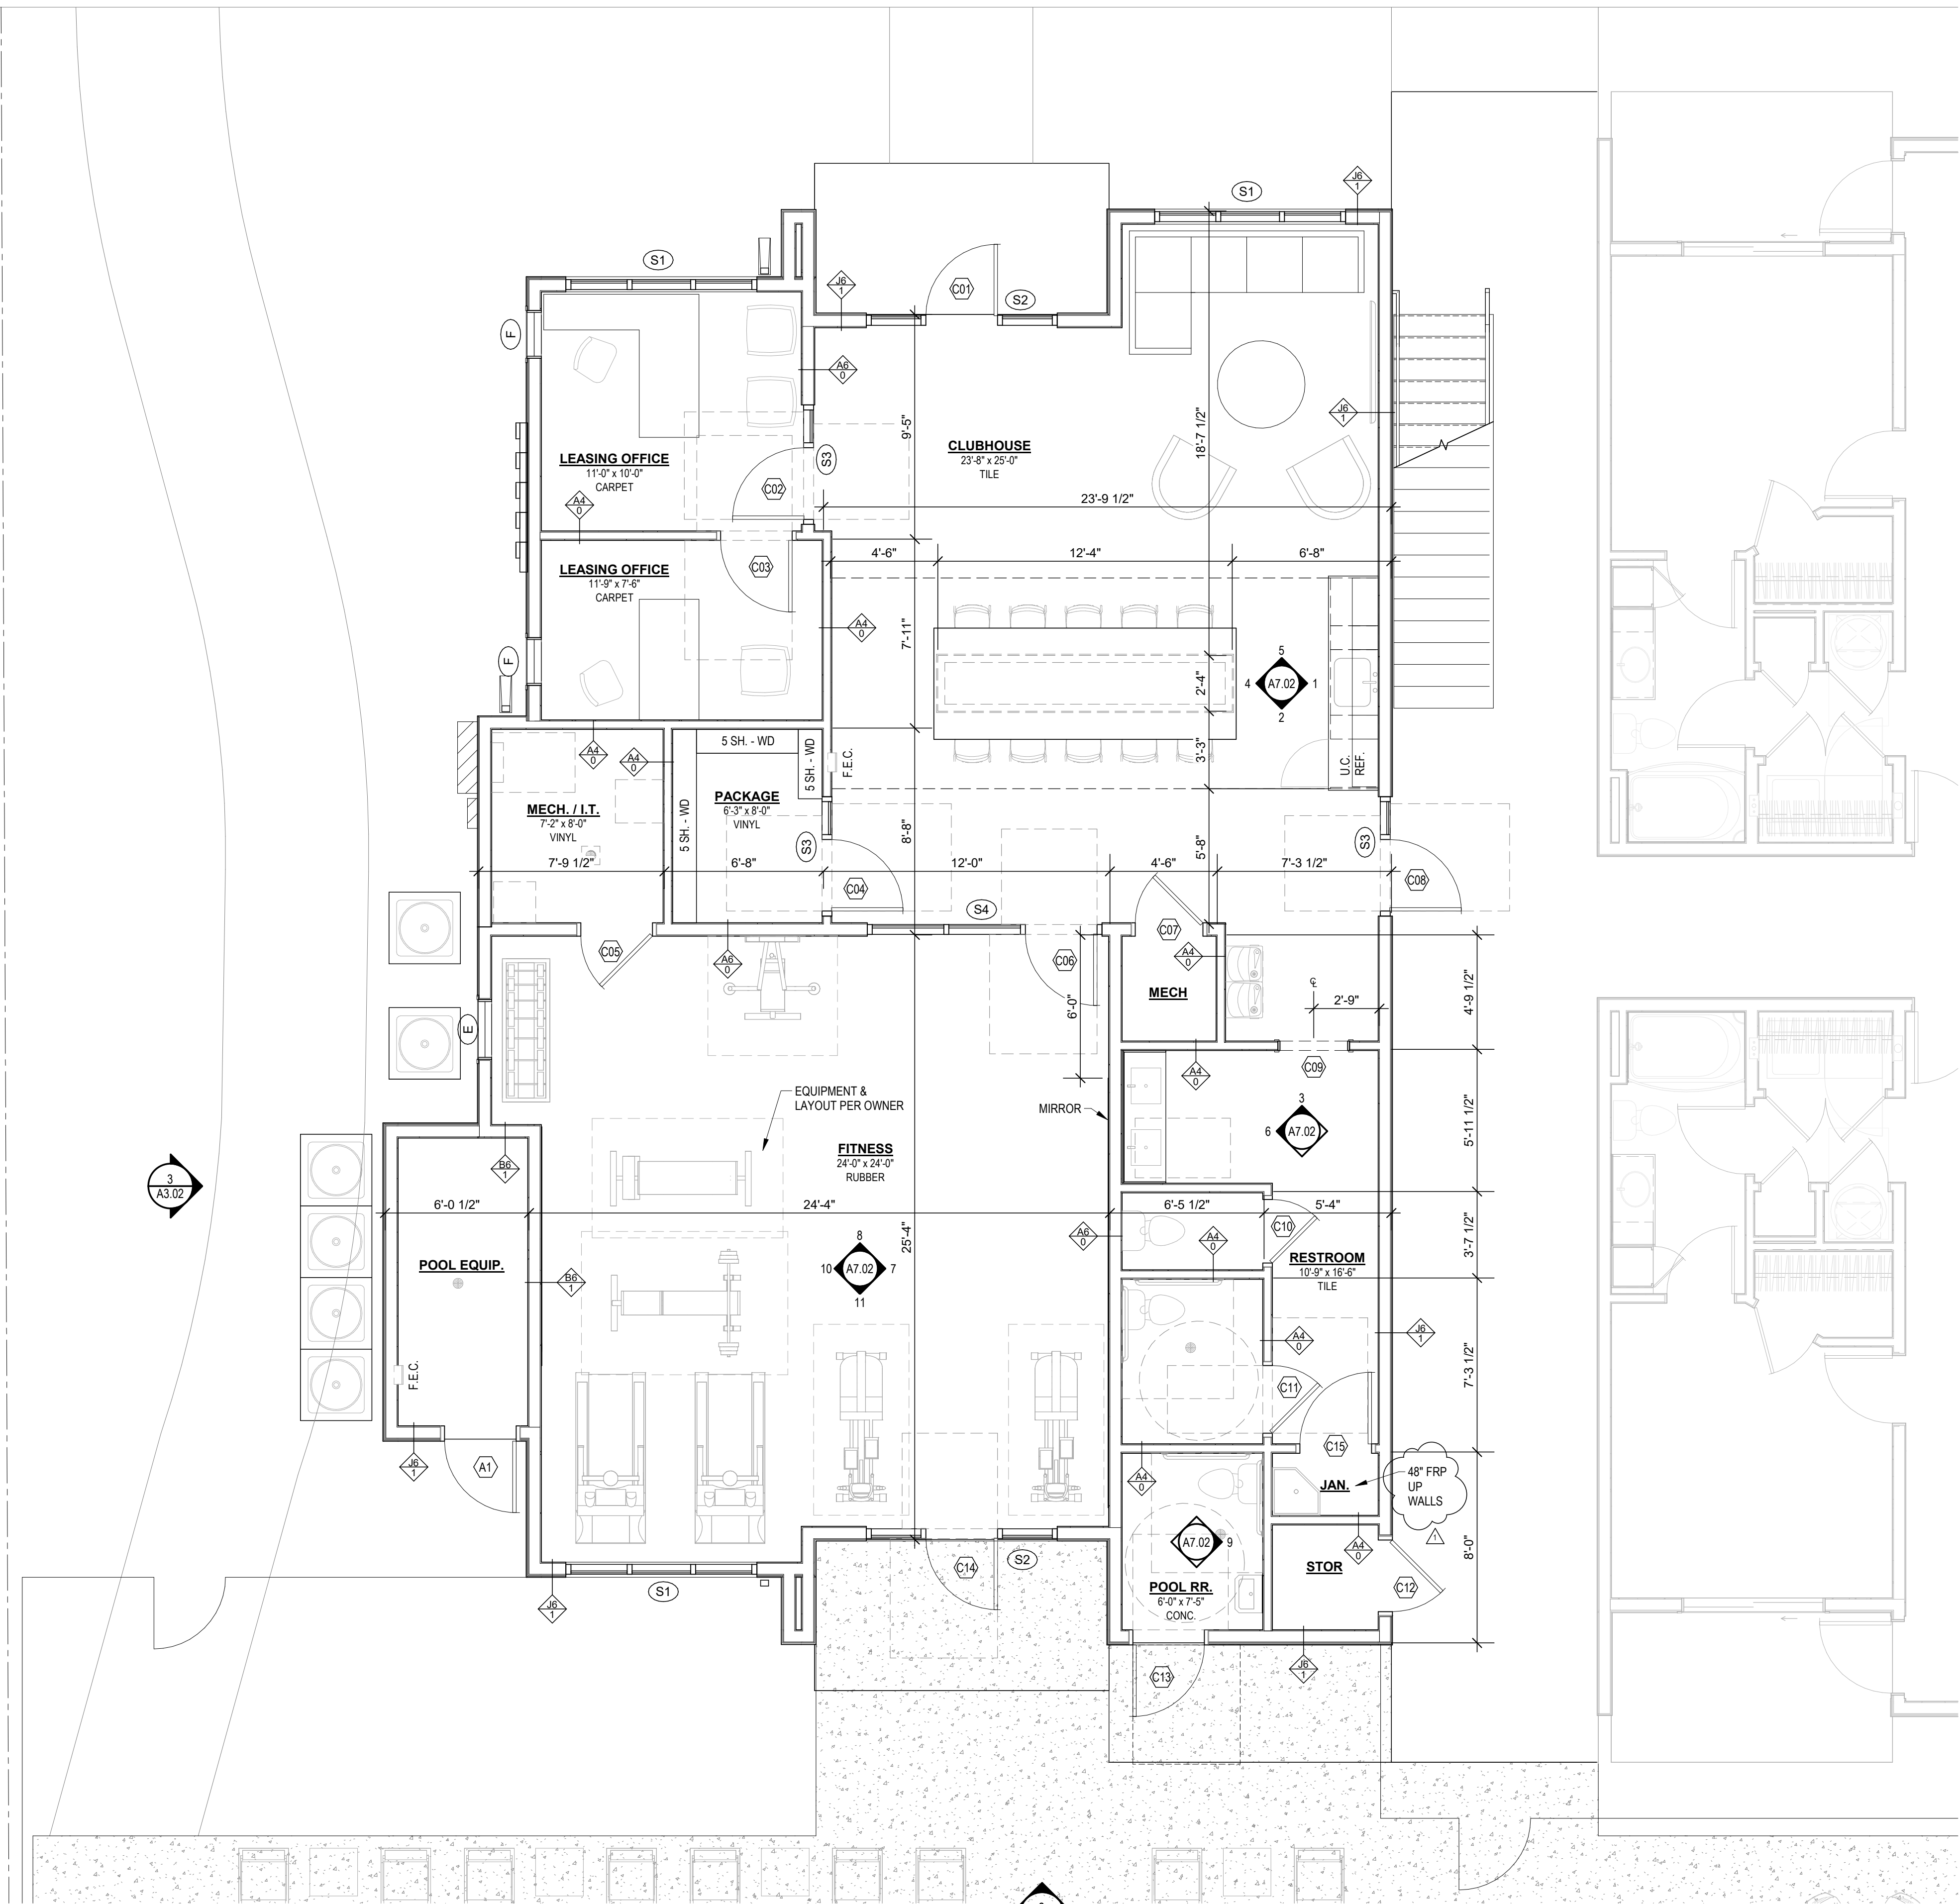 S1
J6
1
S1
J6
1
C01
S2
F
A6
0
J6
1
LEASING OFFICE
11'-0" x 10'-0"
CARPET
S3
CLUBHOUSE
23'-8" x 25'-0"
TILE
9'-5"
18'-7 1/2"
C02
A4
0
23'-9 1/2"
4'-6"
12'-4"
6'-8"
LEASING OFFICE
11'-9" x 7'-6"
CARPET
C03
A4
0
7'-11"
F
5
4
A7.02
1
2
2'-4"
3'-3"
A4
0
A4
0
5 SH. - WD
5 SH. - WD
5 SH. - WD
F.E.C.
U.C.
REF.
MECH. / I.T.
7'-2" x 8'-0"
VINYL
PACKAGE
6'-3" x 8'-0"
VINYL
8'-8"
5'-8"
S3
S3
7'-9 1/2"
6'-8"
12'-0"
4'-6"
7'-3 1/2"
C04
C08
S4
C05
A6
0
C06
C07
A4
0
MECH
6'-0"
2'-9"
4'-9 1/2"
E
EQUIPMENT &
LAYOUT PER OWNER
MIRROR
A4
0
C09
3
6
A7.02
5'-11 1/2"
FITNESS
24'-0" x 24'-0"
RUBBER
B6
1
3
A3.02
6'-0 1/2"
24'-4"
6'-5 1/2"
5'-4"
25'-4"
A6
0
A4
0
C10
3'-7 1/2"
POOL EQUIP.
B6
1
8
10
A7.02
7
11
RESTROOM
10'-9" x 16'-6"
TILE
A4
0
J6
1
7'-3 1/2"
F.E.C.
C11
J6
1
A1
C15
A4
0
JAN.
48" FRP
UP
WALLS
1
A7.02
9
A4
0
8'-0"
S1
C14
S2
POOL RR.
6'-0" x 7'-5"
CONC.
STOR
C12
J6
1
C13
J6
1